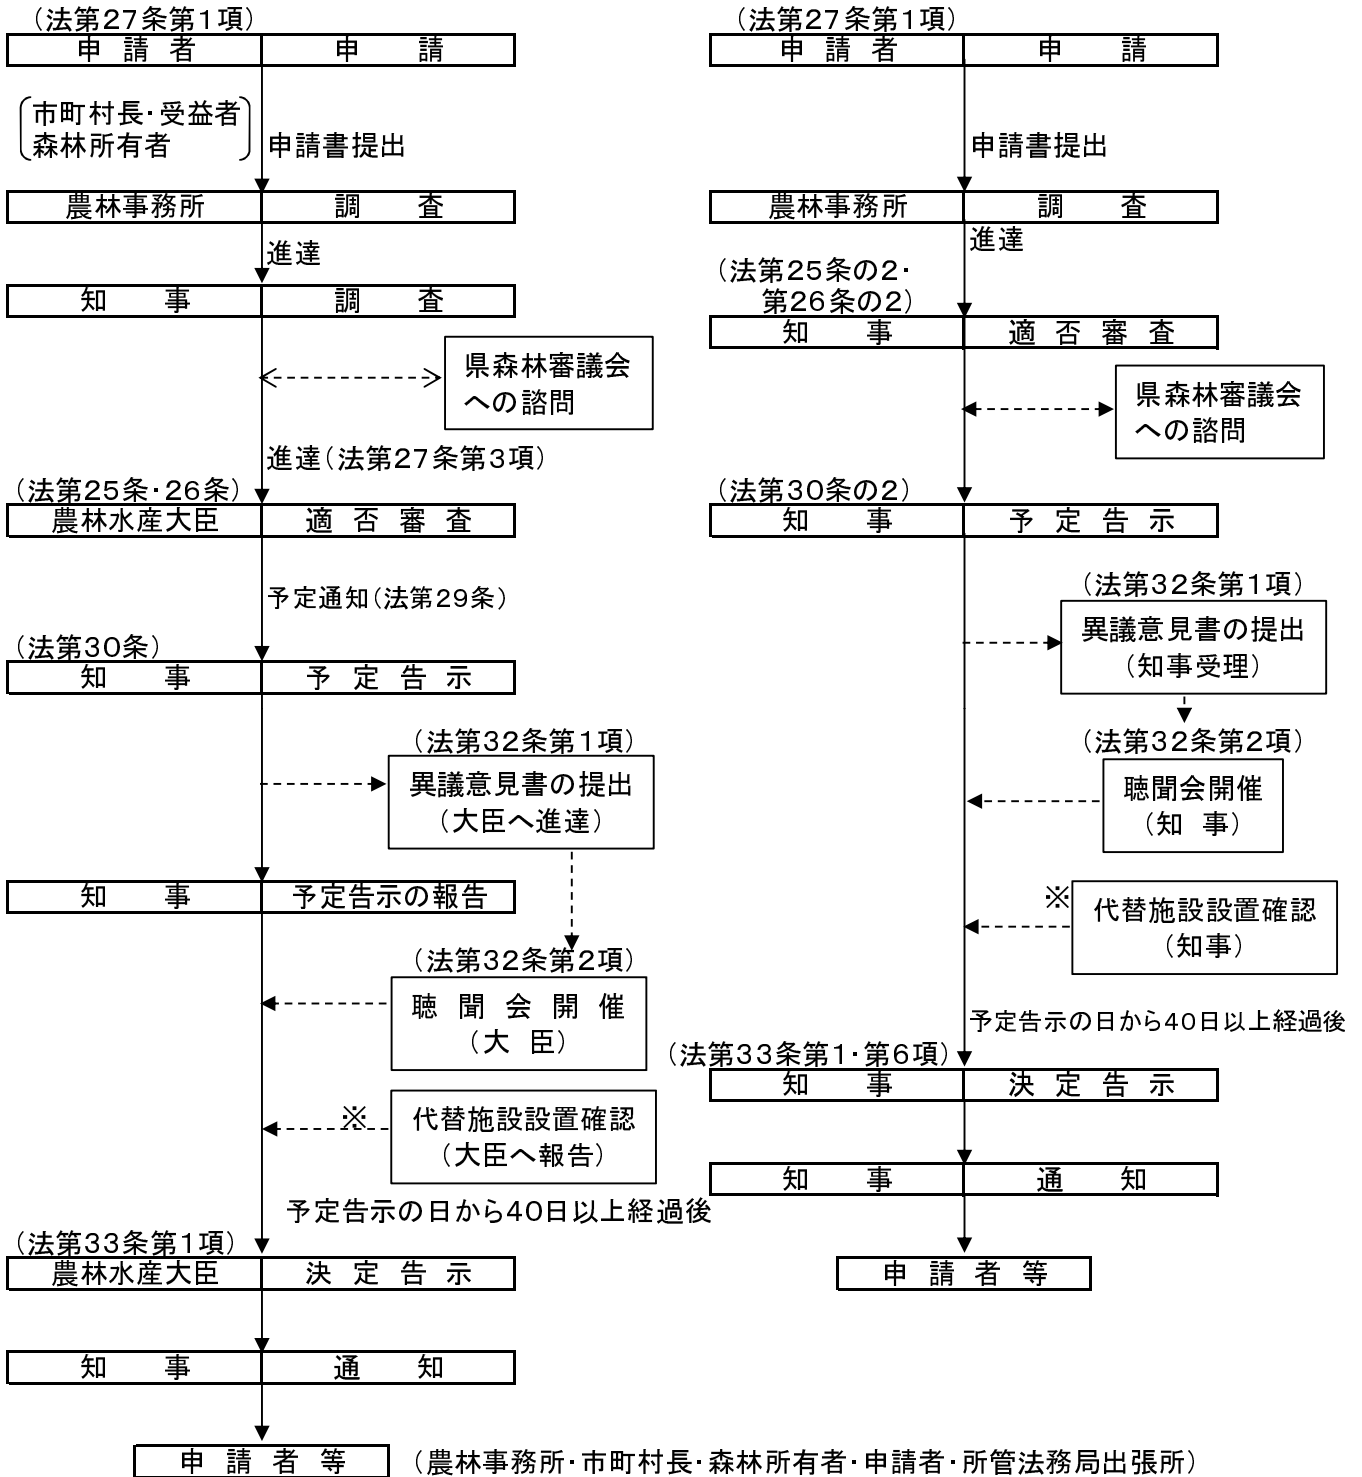 (法第27条第1項)
申請者 申請
市町村長・受益者
森林所有者
申請書提出
農林事務所 調査
進達
知事 調査
県森林審議会
への諮問
進達(法第27条第3項)
(法第25条・26条)
農林水産大臣 適否審査
予定通知(法第29条)
(法第30条)
知事 予定告示
(法第32条第1項)
異議意見書の提出
(大臣へ進達)
知事 予定告示の報告
(法第32条第2項)
聴聞会開催
(大臣)
※
代替施設設置確認
(大臣へ報告)
予定告示の日から40日以上経過後
(法第33条第1項)
農林水産大臣 決定告示
知事 通知
申請者等 (農林事務所・市町村長・森林所有者・申請者・所管法務局出張所)
(法第27条第1項)
申請者 申請
申請書提出
農林事務所 調査
進達
(法第25条の2・
第26条の2)
知事 適否審査
県森林審議会
への諮問
(法第30条の2)
知事 予定告示
(法第32条第1項)
異議意見書の提出
(知事受理)
(法第32条第2項)
聴聞会開催
(知事)
※
代替施設設置確認
(知事)
予定告示の日から40日以上経過後
(法第33条第1・第6項)
知事 決定告示
知事 通知
申請者等